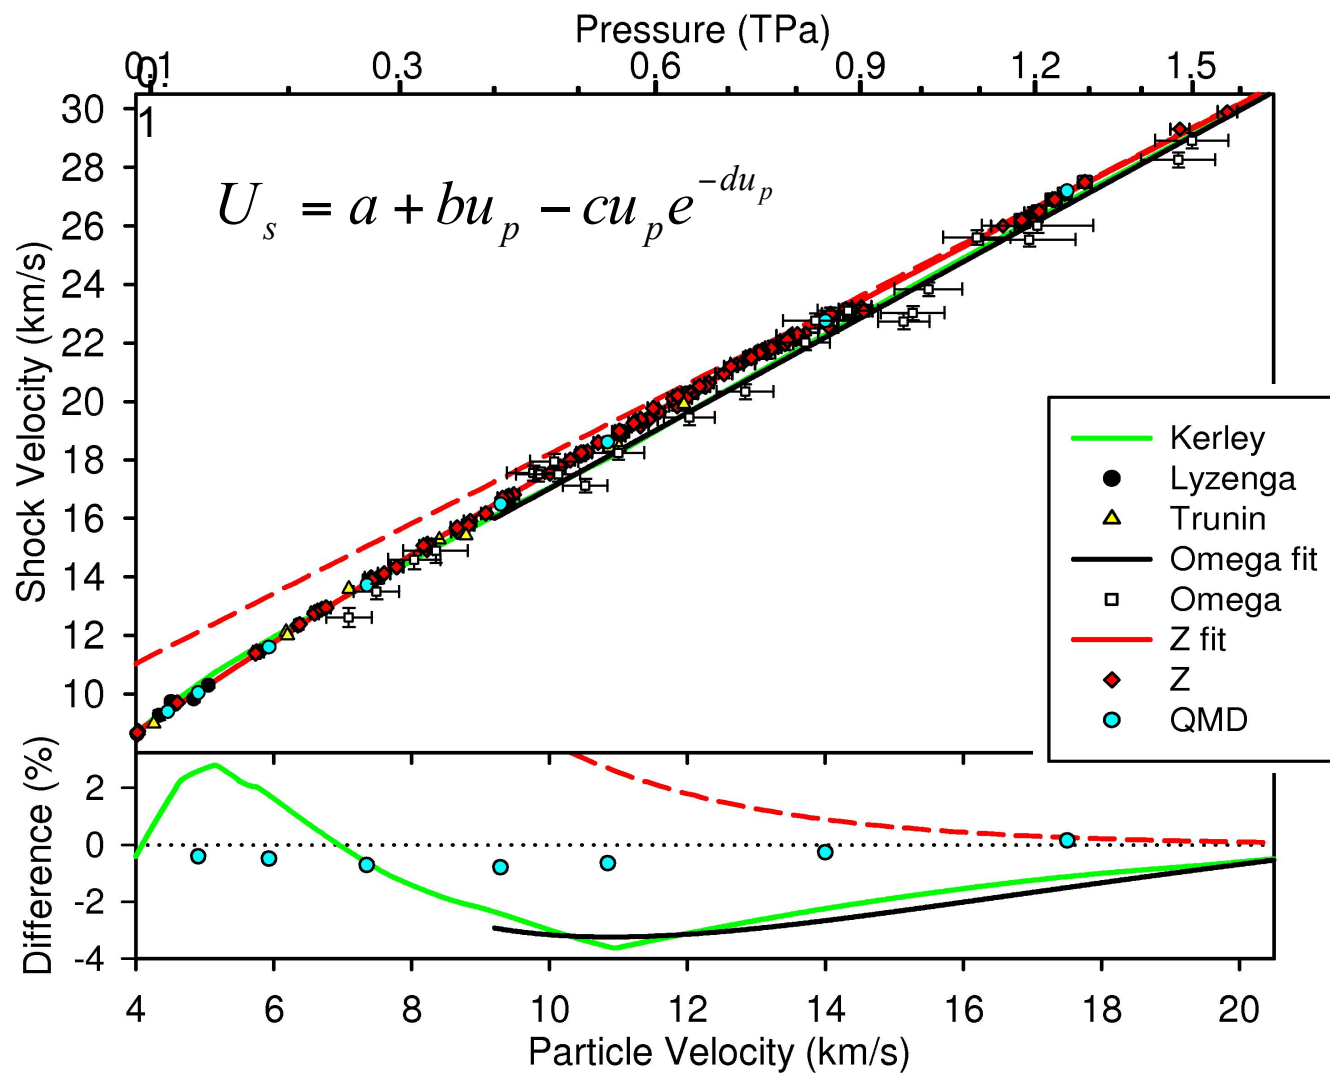 Pressure (TPa)
0.1 0.1 0.3 0.6 0.9 1.2 1.5
30
28
26
24
22
20
18
16
14
12
10
Shock Velocity (km/s)
U_s = a + bu_p − cu_p e^{−du_p}
Kerley
Lyzenga
Trunin
Omega fit
Omega
Z fit
Z
QMD
2
0
-2
-4
Difference (%)
4 6 8 10 12 14 16 18 20
Particle Velocity (km/s)